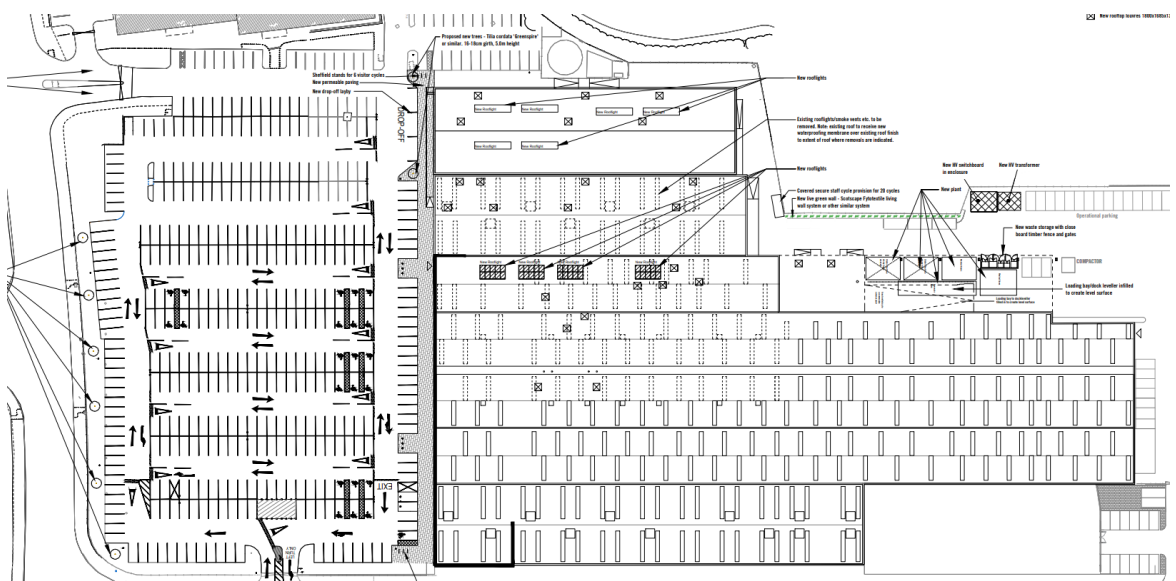 New rooftop louvres
Proposed new trees - Tilia cordata 'Greenspire'
or similar, 16-18cm girth, 5.0m height
Sheffield stands for 6 visitor cycles
New permeable paving
New drop-off layby
DROP-OFF
New rooflights
New Rooflight
New Rooflight
New Rooflight
New Rooflight
New Rooflight
New Rooflight
Existing rooflights/smoke vents etc. to be
removed. Note: existing roof to receive new
waterproofing membrane over existing roof finish
to extent of roof where removals are indicated.
New rooflights
New HV switchboard
in enclosure
New HV transformer
New plant
Covered secure staff cycle provision for 20 cycles
New live green wall - Scotscape Fytotextile living
wall system or other similar system
Operational parking
New waste storage with close
board timber fence and gates
New Rooflight
New Rooflight
New Rooflight
New Rooflight
COMPACTOR
Loading bay/dock leveller infilled
to create level surface
EXIT